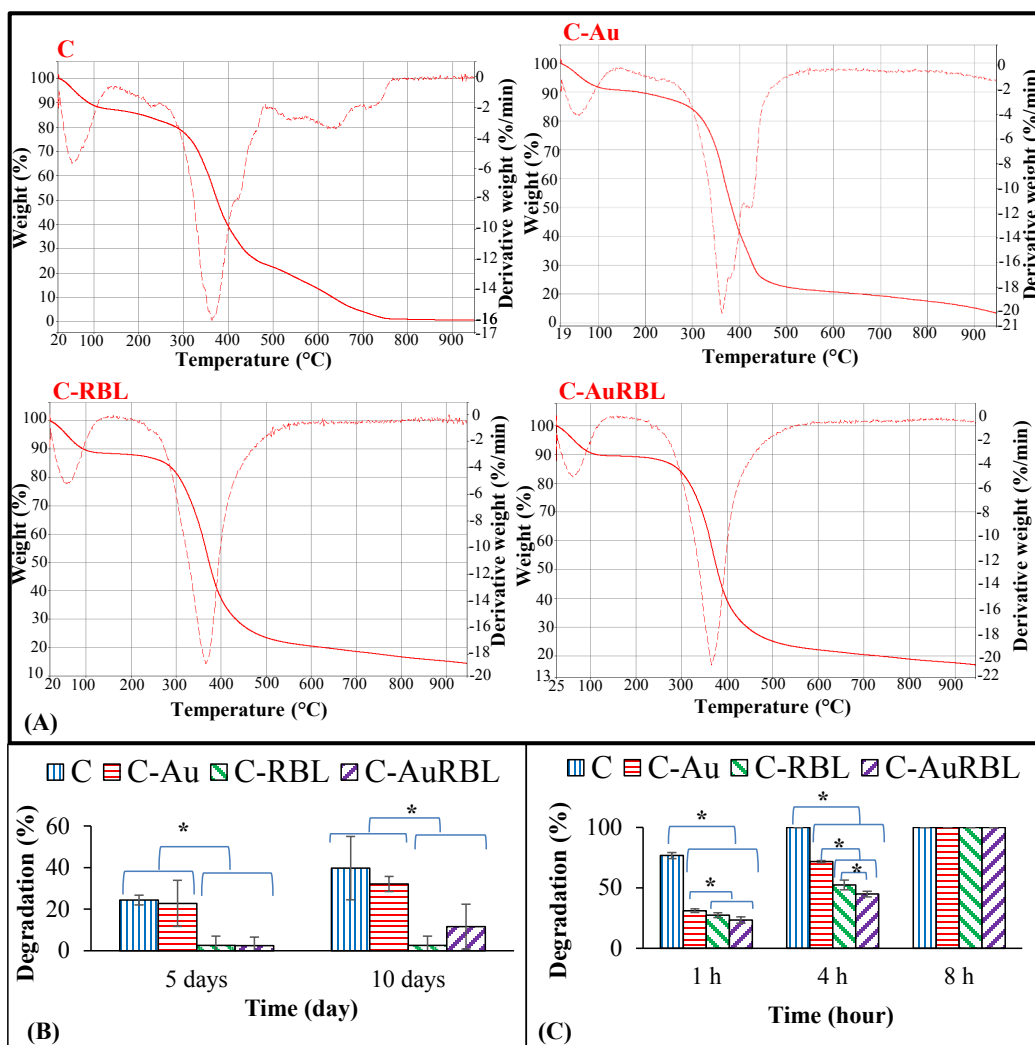 C
100
90
80
70
60
50
40
30
20
10
0
Weight (%)
20 100 200 300 400 500 600 700 800 900
Temperature (°C)
0
-2
-4
-6
-8
-10
-12
-14
-16
-17
Derivative weight (%/min)
C-Au
100
90
80
70
60
50
40
30
20
0
Weight (%)
19 100 200 300 400 500 600 700 800 900
Temperature (°C)
0
-2
-4
-6
-8
-10
-12
-14
-16
-18
-20
-21
Derivative weight (%/min)
C-RBL
100
90
80
70
60
50
40
30
20
10
Weight (%)
20 100 200 300 400 500 600 700 800 900
Temperature (°C)
0
-2
-4
-6
-8
-10
-12
-14
-16
-18
-20
Derivative weight (%/min)
C-AuRBL
100
90
80
70
60
50
40
30
20
13
Weight (%)
25 100 200 300 400 500 600 700 800 900
Temperature (°C)
0
-2
-4
-6
-8
-10
-12
-14
-16
-18
-20
-22
Derivative weight (%/min)
(A)
C C-Au C-RBL C-AuRBL
Degradation (%)
60
40
20
0
* *
5 days 10 days
Time (day)
(B)
C C-Au C-RBL C-AuRBL
Degradation (%)
100
50
0
* *
* * *
1 h 4 h 8 h
Time (hour)
(C)